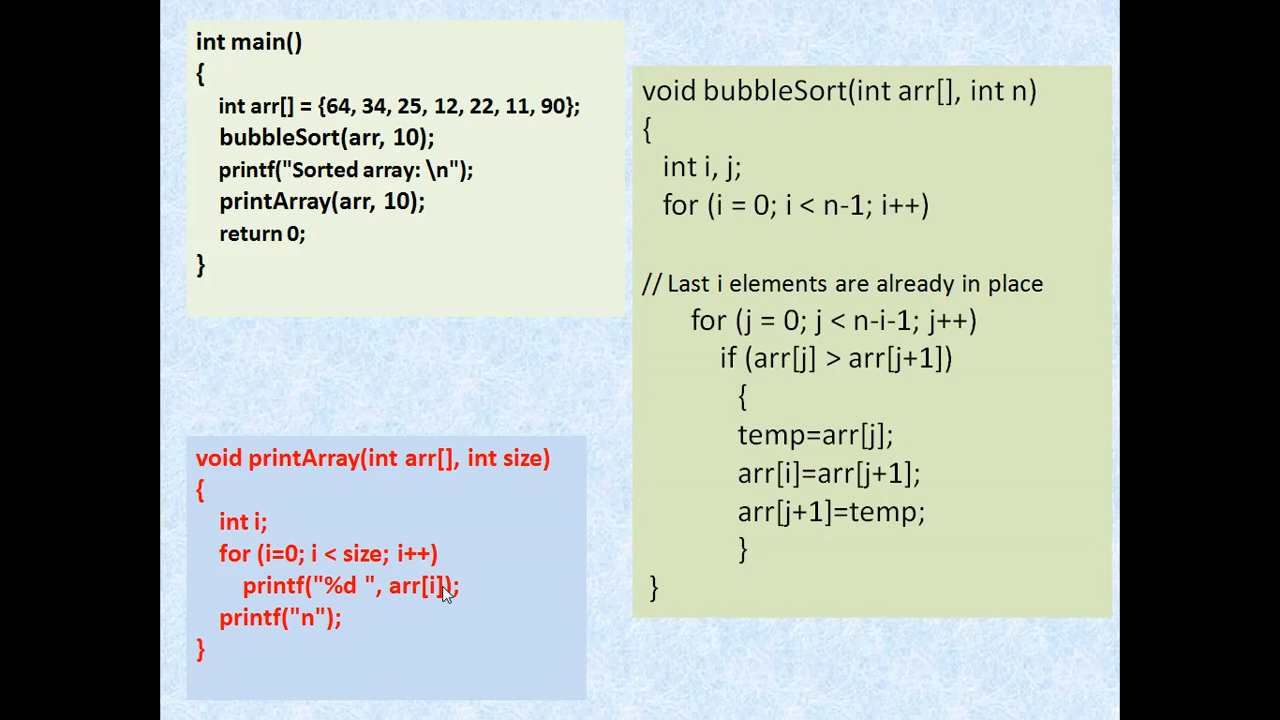 int main()
{
int arr[] = {64, 34, 25, 12, 22, 11, 90};
bubbleSort(arr, 10);
printf("Sorted array: \n");
printArray(arr, 10);
return 0;
}
void printArray(int arr[], int size)
{
int i;
for (i=0; i < size; i++)
printf("%d ", arr[i]);
printf("n");
}
void bubbleSort(int arr[], int n)
{
int i, j;
for (i = 0; i < n-1; i++)
// Last i elements are already in place
for (j = 0; j < n-i-1; j++)
if (arr[j] > arr[j+1])
{
temp=arr[j];
arr[i]=arr[j+1];
arr[j+1]=temp;
}
}